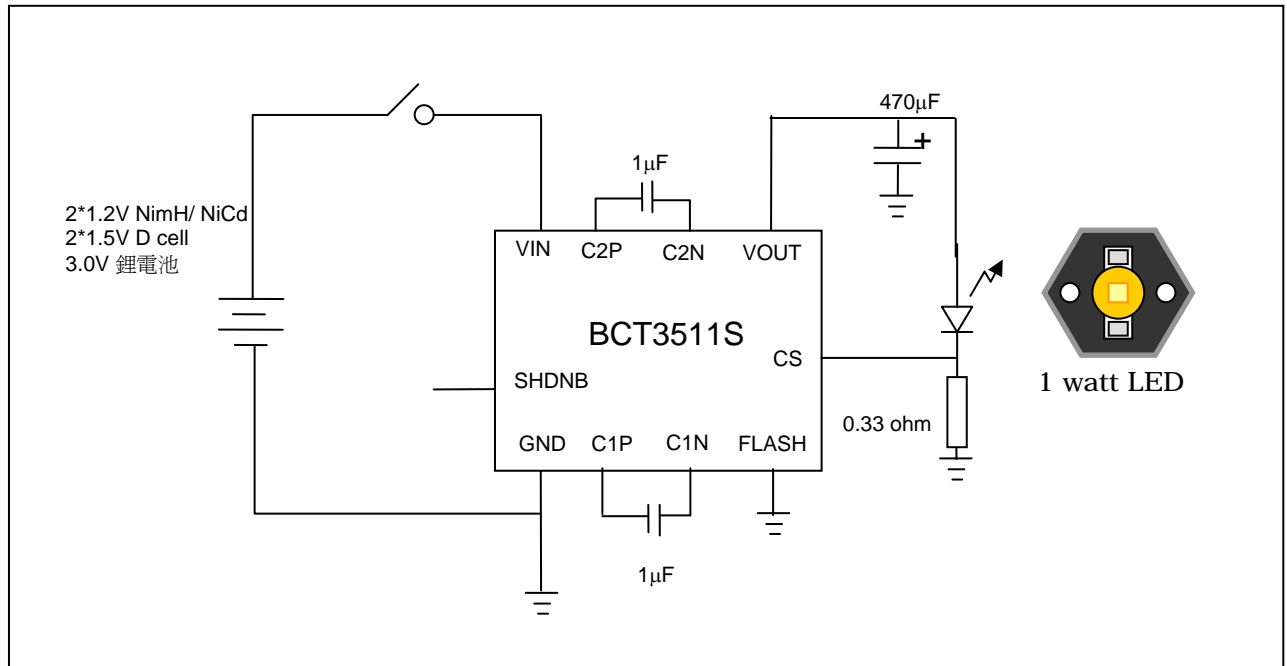 470μF
+
1μF
2*1.2V NimH/ NiCd
2*1.5V D cell
3.0V 鋰電池
VIN
C2P
C2N
VOUT
BCT3511S
CS
SHDNB
1 watt LED
0.33 ohm
GND
C1P
C1N
FLASH
1μF